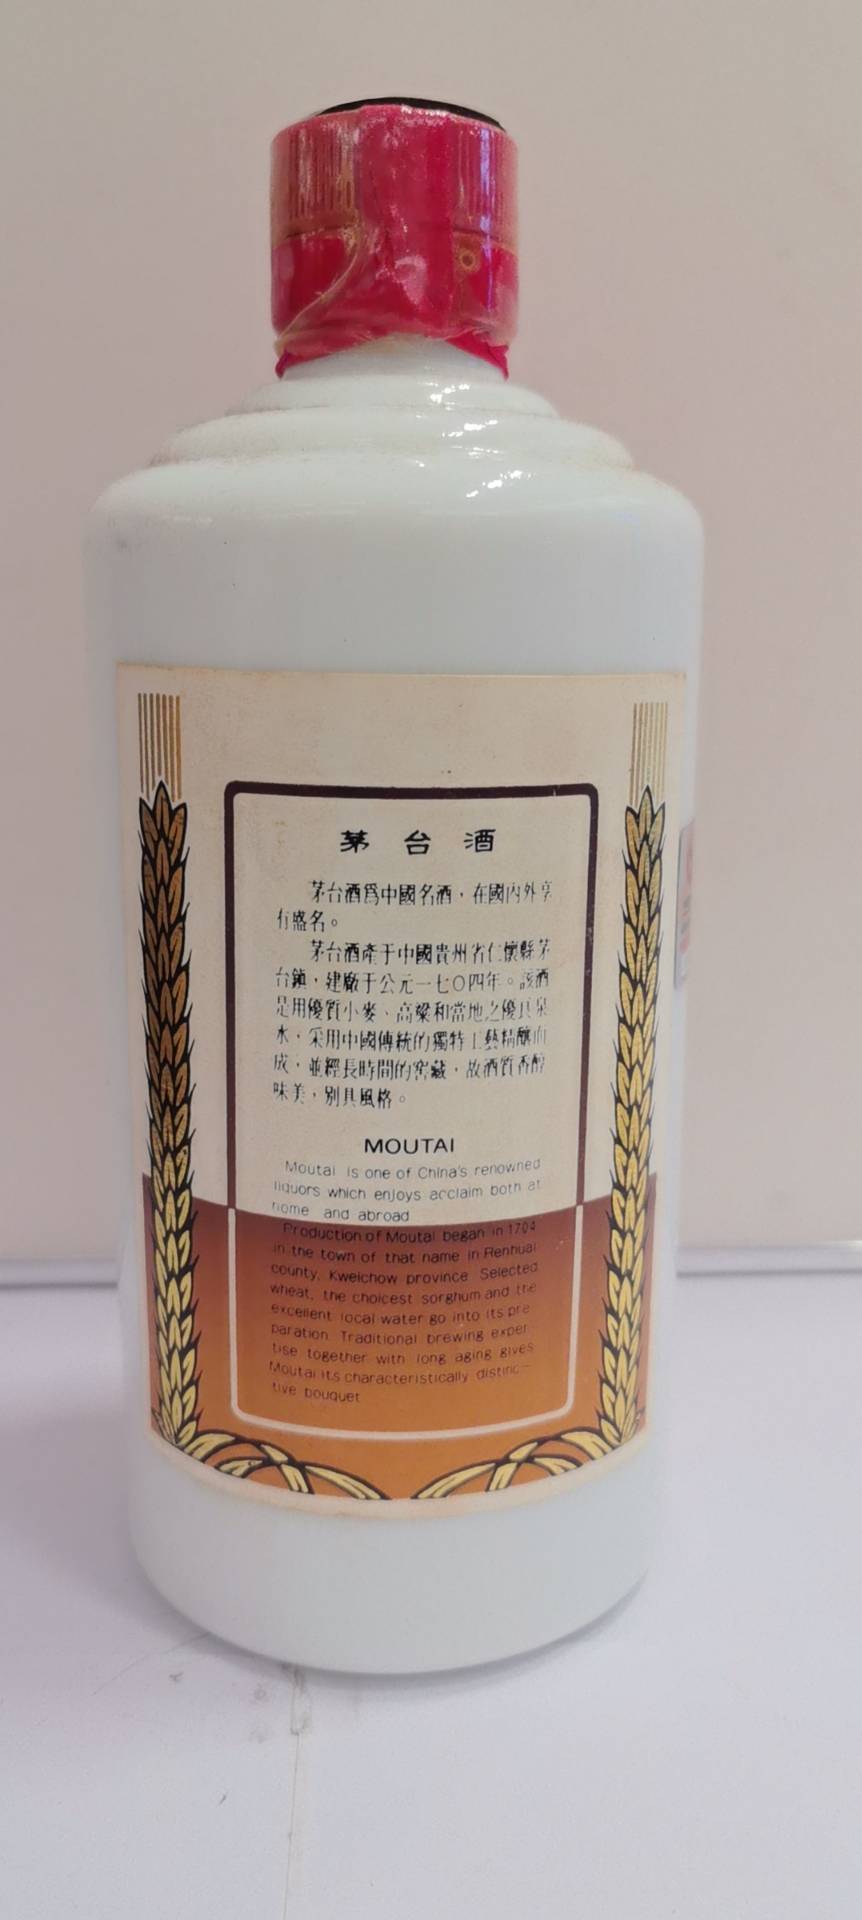 茅台酒
茅台酒爲中國名酒，在國内外享
有盛名。
茅台酒產于中國貴州省仁懷縣茅
台鎮，建廠于公元一七〇四年。該酒
是用優質小麥、高粱和當地之優良泉
水，采用中國傳統的獨特工藝精釀而
成，並經長時間的窖藏，故酒質香醇
味美，別具風格。
MOUTAI
Moutai is one of China's renowned
liquors which enjoys acclaim both at
home and abroad
Production of Moutai began in 1704
in the town of that name in Renhuai
county, Kweichow province Selected
wheat, the choicest sorghum and the
excellent local water go into its pre
paration Traditional brewing exper-
tise together with long aging gives
Moutai its characteristically distinc-
tive bouquet